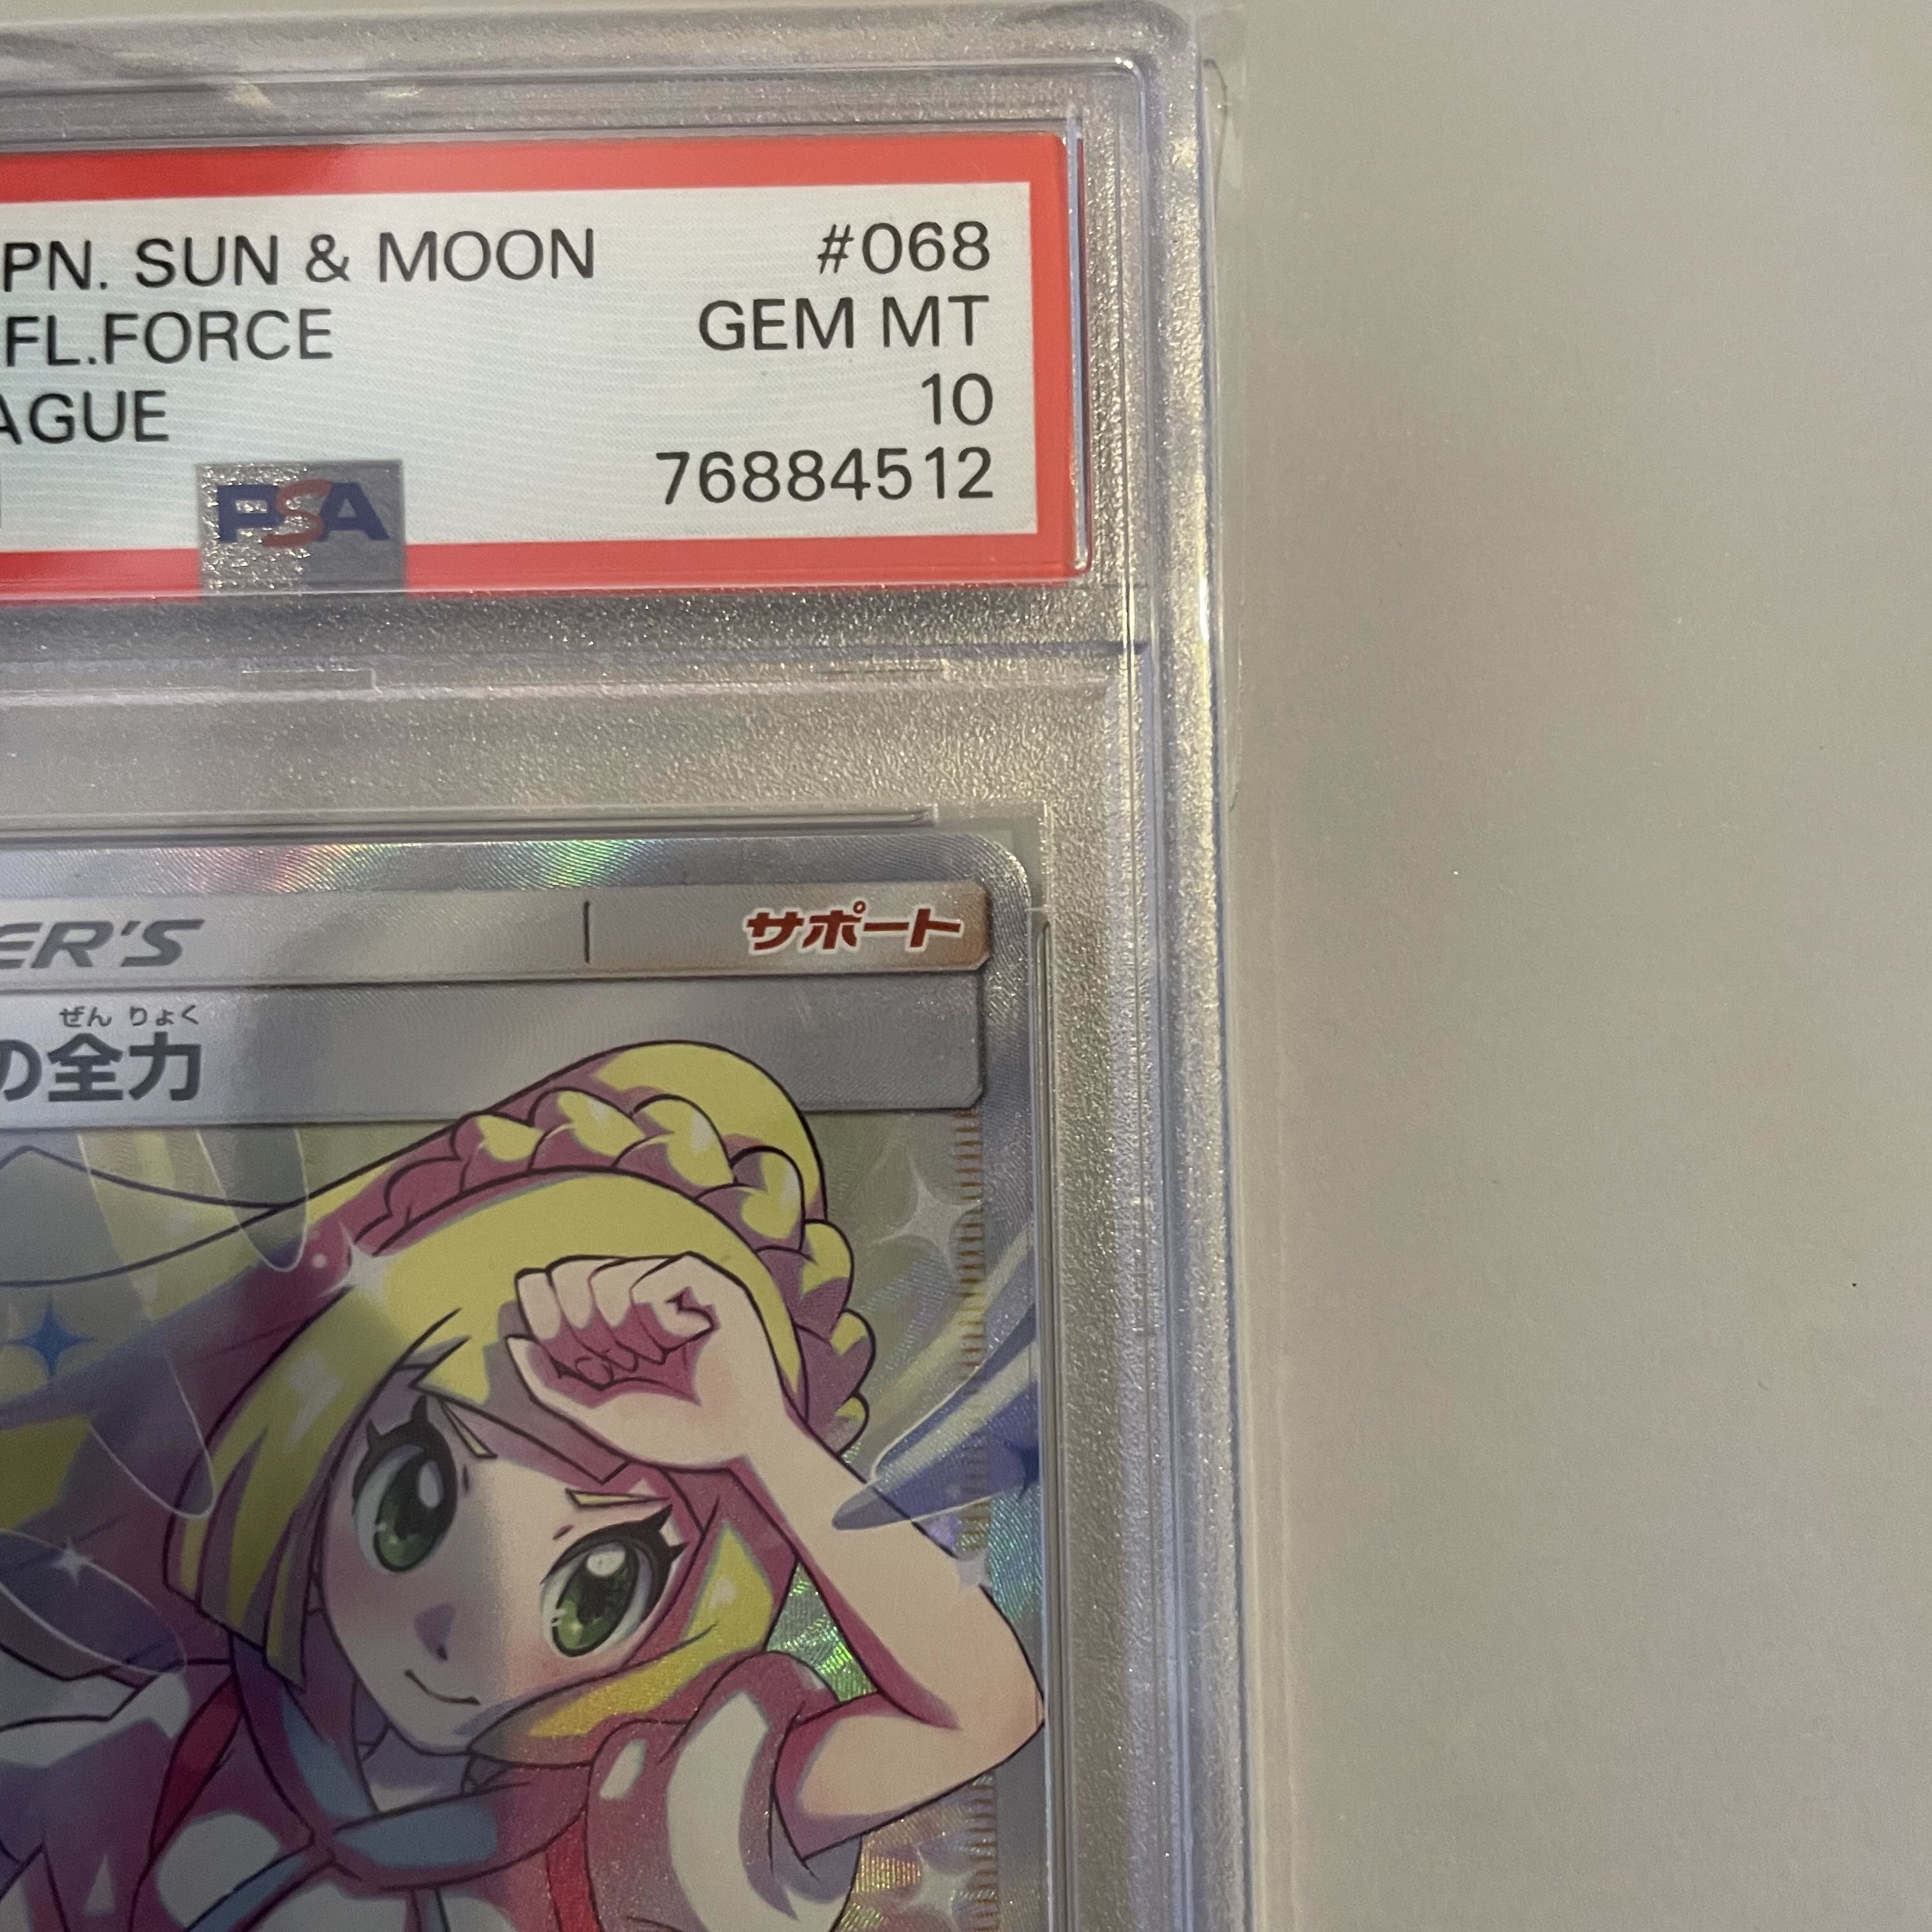 PN. SUN & MOON #068
FL.FORCE GEM MT
AGUE 10
PSA 76884512
ER'S サポート
ぜん りょく
の全力